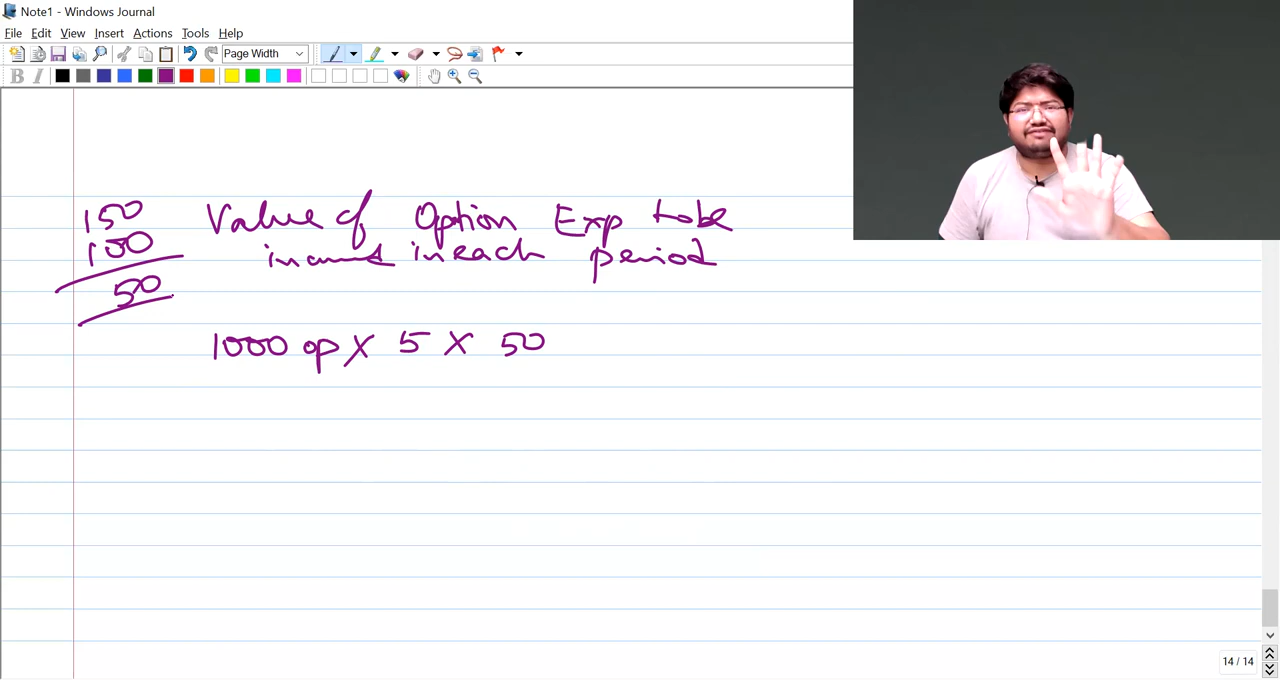 Note1 - Windows Journal
File Edit View Insert Actions Tools Help
Page Width
B I
150 Value of Option Exp to be
100 incurred in each period
50
1000 op X 5 X 50
14 / 14